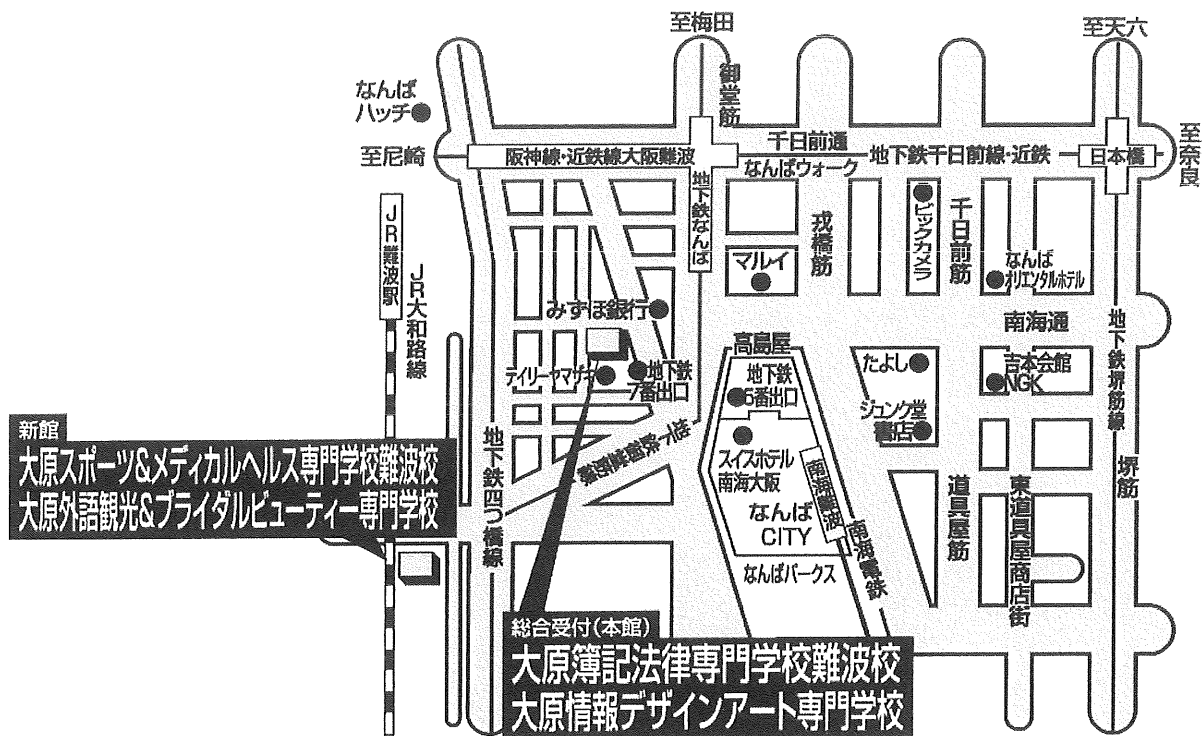 至梅田
至天六
なんば
ハッチ
御堂筋
千日前通
至尼崎
阪神線・近鉄線大阪難波
なんばウォーク
地下鉄千日前線・近鉄
日本橋
至奈良
JR難波駅
JR大和路線
地下鉄なんば
マルイ
戎橋筋
ビックカメラ
千日前筋
なんば
オリエンタルホテル
みずほ銀行
南海通
高島屋
デイリーヤマザキ
地下鉄
7番出口
地下鉄
5番出口
たよし
吉本会館
NGK
地下鉄堺筋線
ジュンク堂
書店
スイスホテル
南海大阪
南海難波
なんば
CITY
南海電鉄
なんばパークス
道具屋筋
東道具屋商店街
堺筋
地下鉄四つ橋線
新館
大原スポーツ&メディカルヘルス専門学校難波校
大原外語観光&ブライダルビューティー専門学校
総合受付(本館)
大原簿記法律専門学校難波校
大原情報デザインアート専門学校